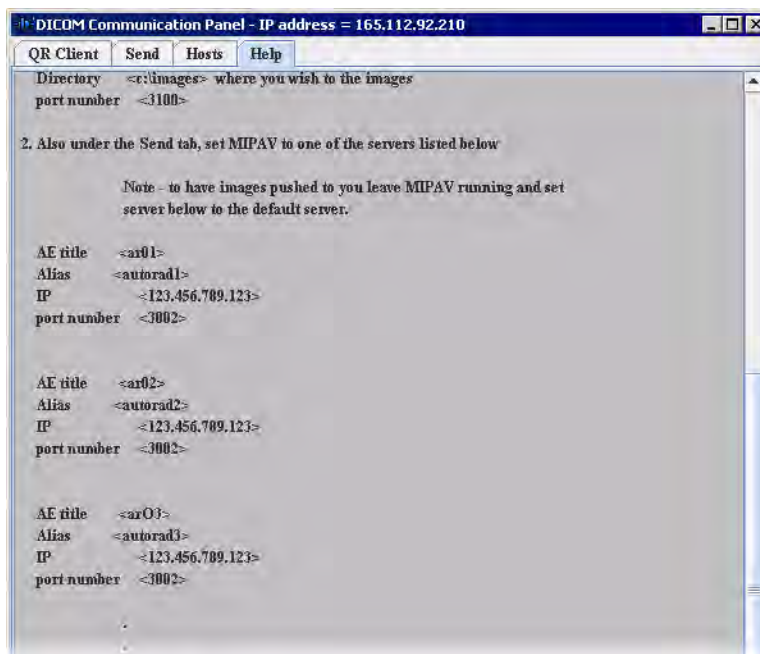 DICOM Communication Panel - IP address = 165.112.92.210
QR Client Send Hosts Help
Directory <c:\images> where you wish to the images
port number <3100>
2. Also under the Send tab, set MIPAV to one of the servers listed below
Note - to have images pushed to you leave MIPAV running and set
server below to the default server.
AE title <ar01>
Alias <autorad1>
IP <123.456.789.123>
port number <3002>
AE title <ar02>
Alias <autorad2>
IP <123.456.789.123>
port number <3002>
AE title <arO3>
Alias <autorad3>
IP <123.456.789.123>
port number <3002>
.
.